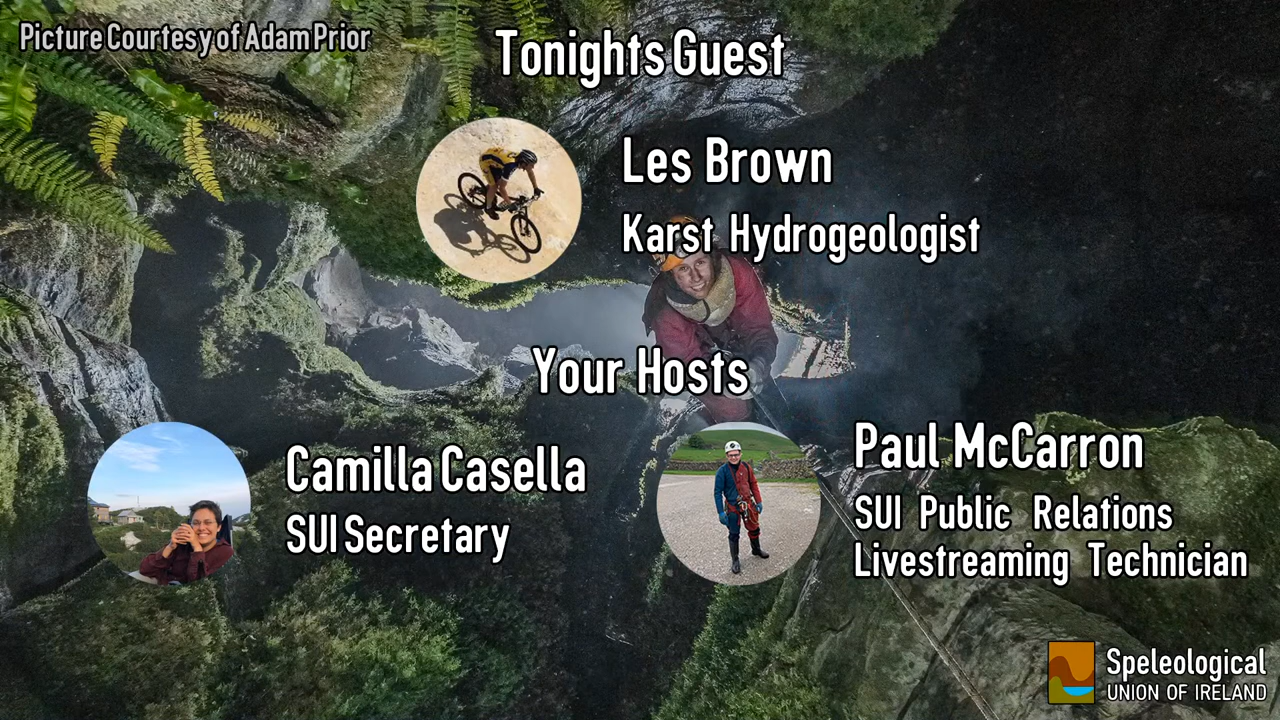 Picture Courtesy of Adam Prior
Tonights Guest
Les Brown
Karst Hydrogeologist
Your Hosts
Camilla Casella
SUI Secretary
Paul McCarron
SUI Public Relations
Livestreaming Technician
Speleological
UNION OF IRELAND